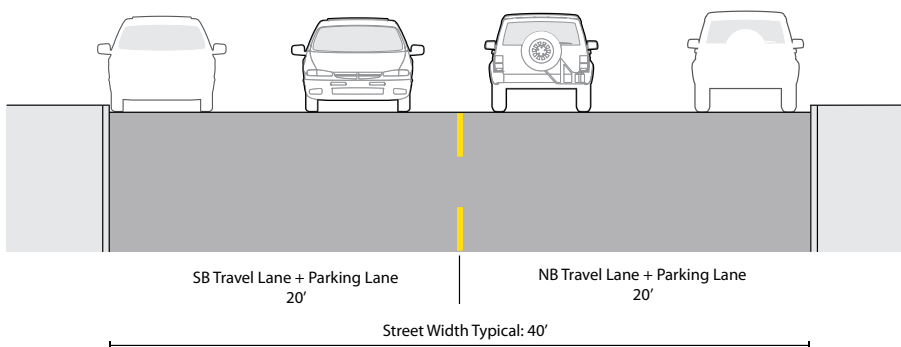 SB Travel Lane + Parking Lane
20’
NB Travel Lane + Parking Lane
20’
Street Width Typical: 40’